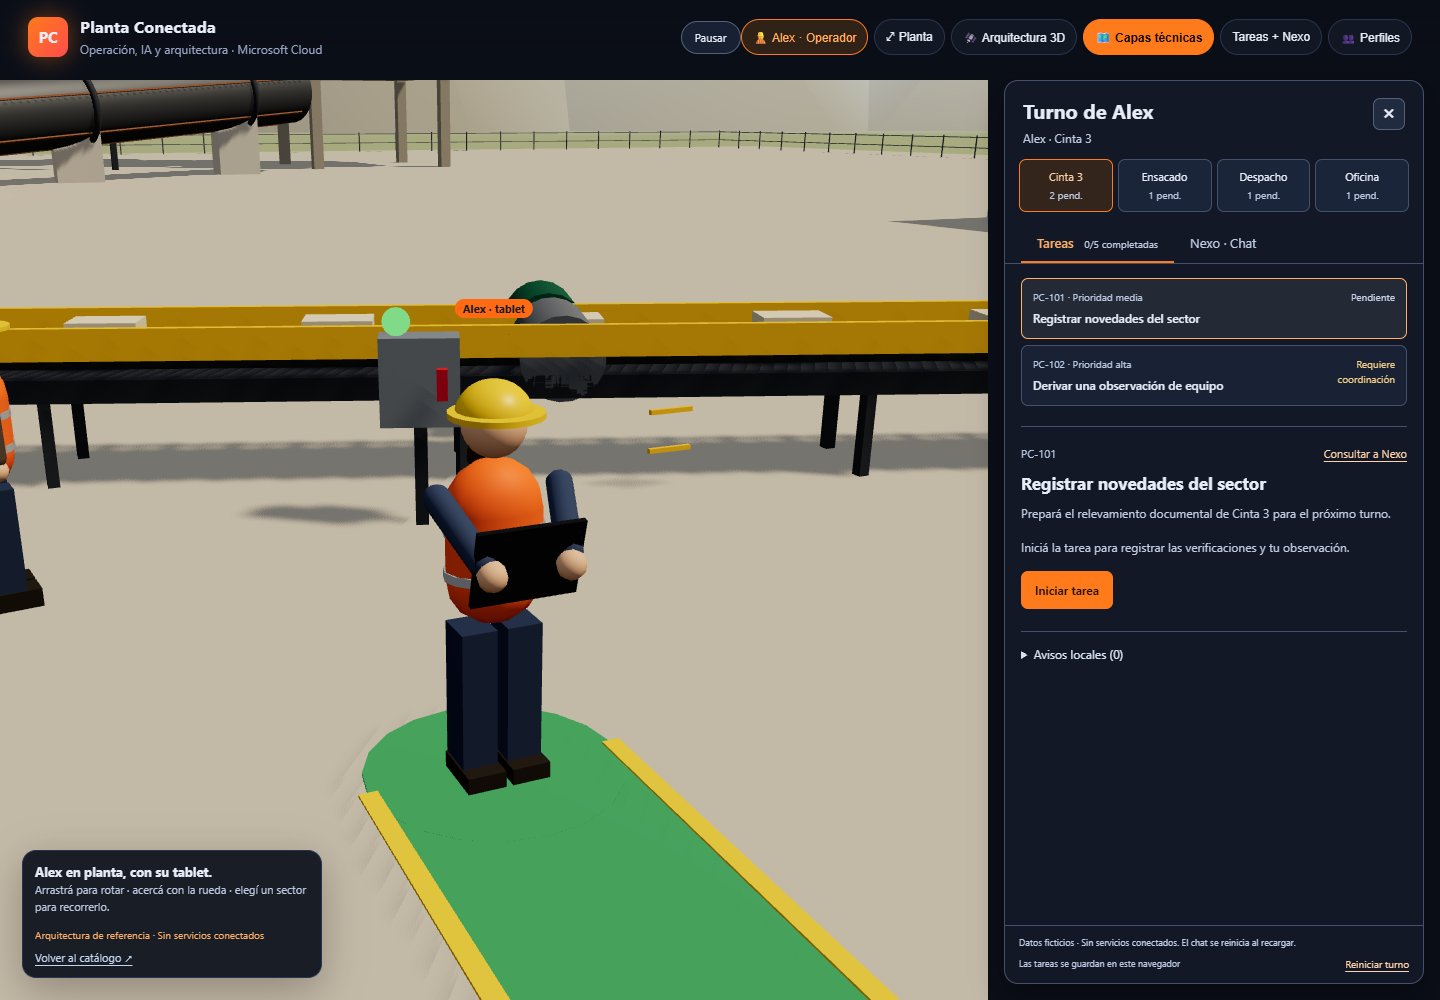 PC
Planta Conectada
Operación, IA y arquitectura · Microsoft Cloud
Pausar
Alex · Operador
Planta
Arquitectura 3D
Capas técnicas
Tareas + Nexo
Perfiles
Alex · tablet
Alex en planta, con su tablet.
Arrastrá para rotar · acercá con la rueda · elegí un sector
para recorrerlo.
Arquitectura de referencia · Sin servicios conectados
Volver al catálogo ↗
Turno de Alex
Alex · Cinta 3
Cinta 3
2 pend.
Ensacado
1 pend.
Despacho
1 pend.
Oficina
1 pend.
Tareas 0/5 completadas
Nexo · Chat
PC-101 · Prioridad media
Pendiente
Registrar novedades del sector
PC-102 · Prioridad alta
Requiere
coordinación
Derivar una observación de equipo
PC-101
Consultar a Nexo
Registrar novedades del sector
Prepará el relevamiento documental de Cinta 3 para el próximo turno.
Iniciá la tarea para registrar las verificaciones y tu observación.
Iniciar tarea
Avisos locales (0)
Datos ficticios · Sin servicios conectados. El chat se reinicia al recargar.
Las tareas se guardan en este navegador
Reiniciar turno